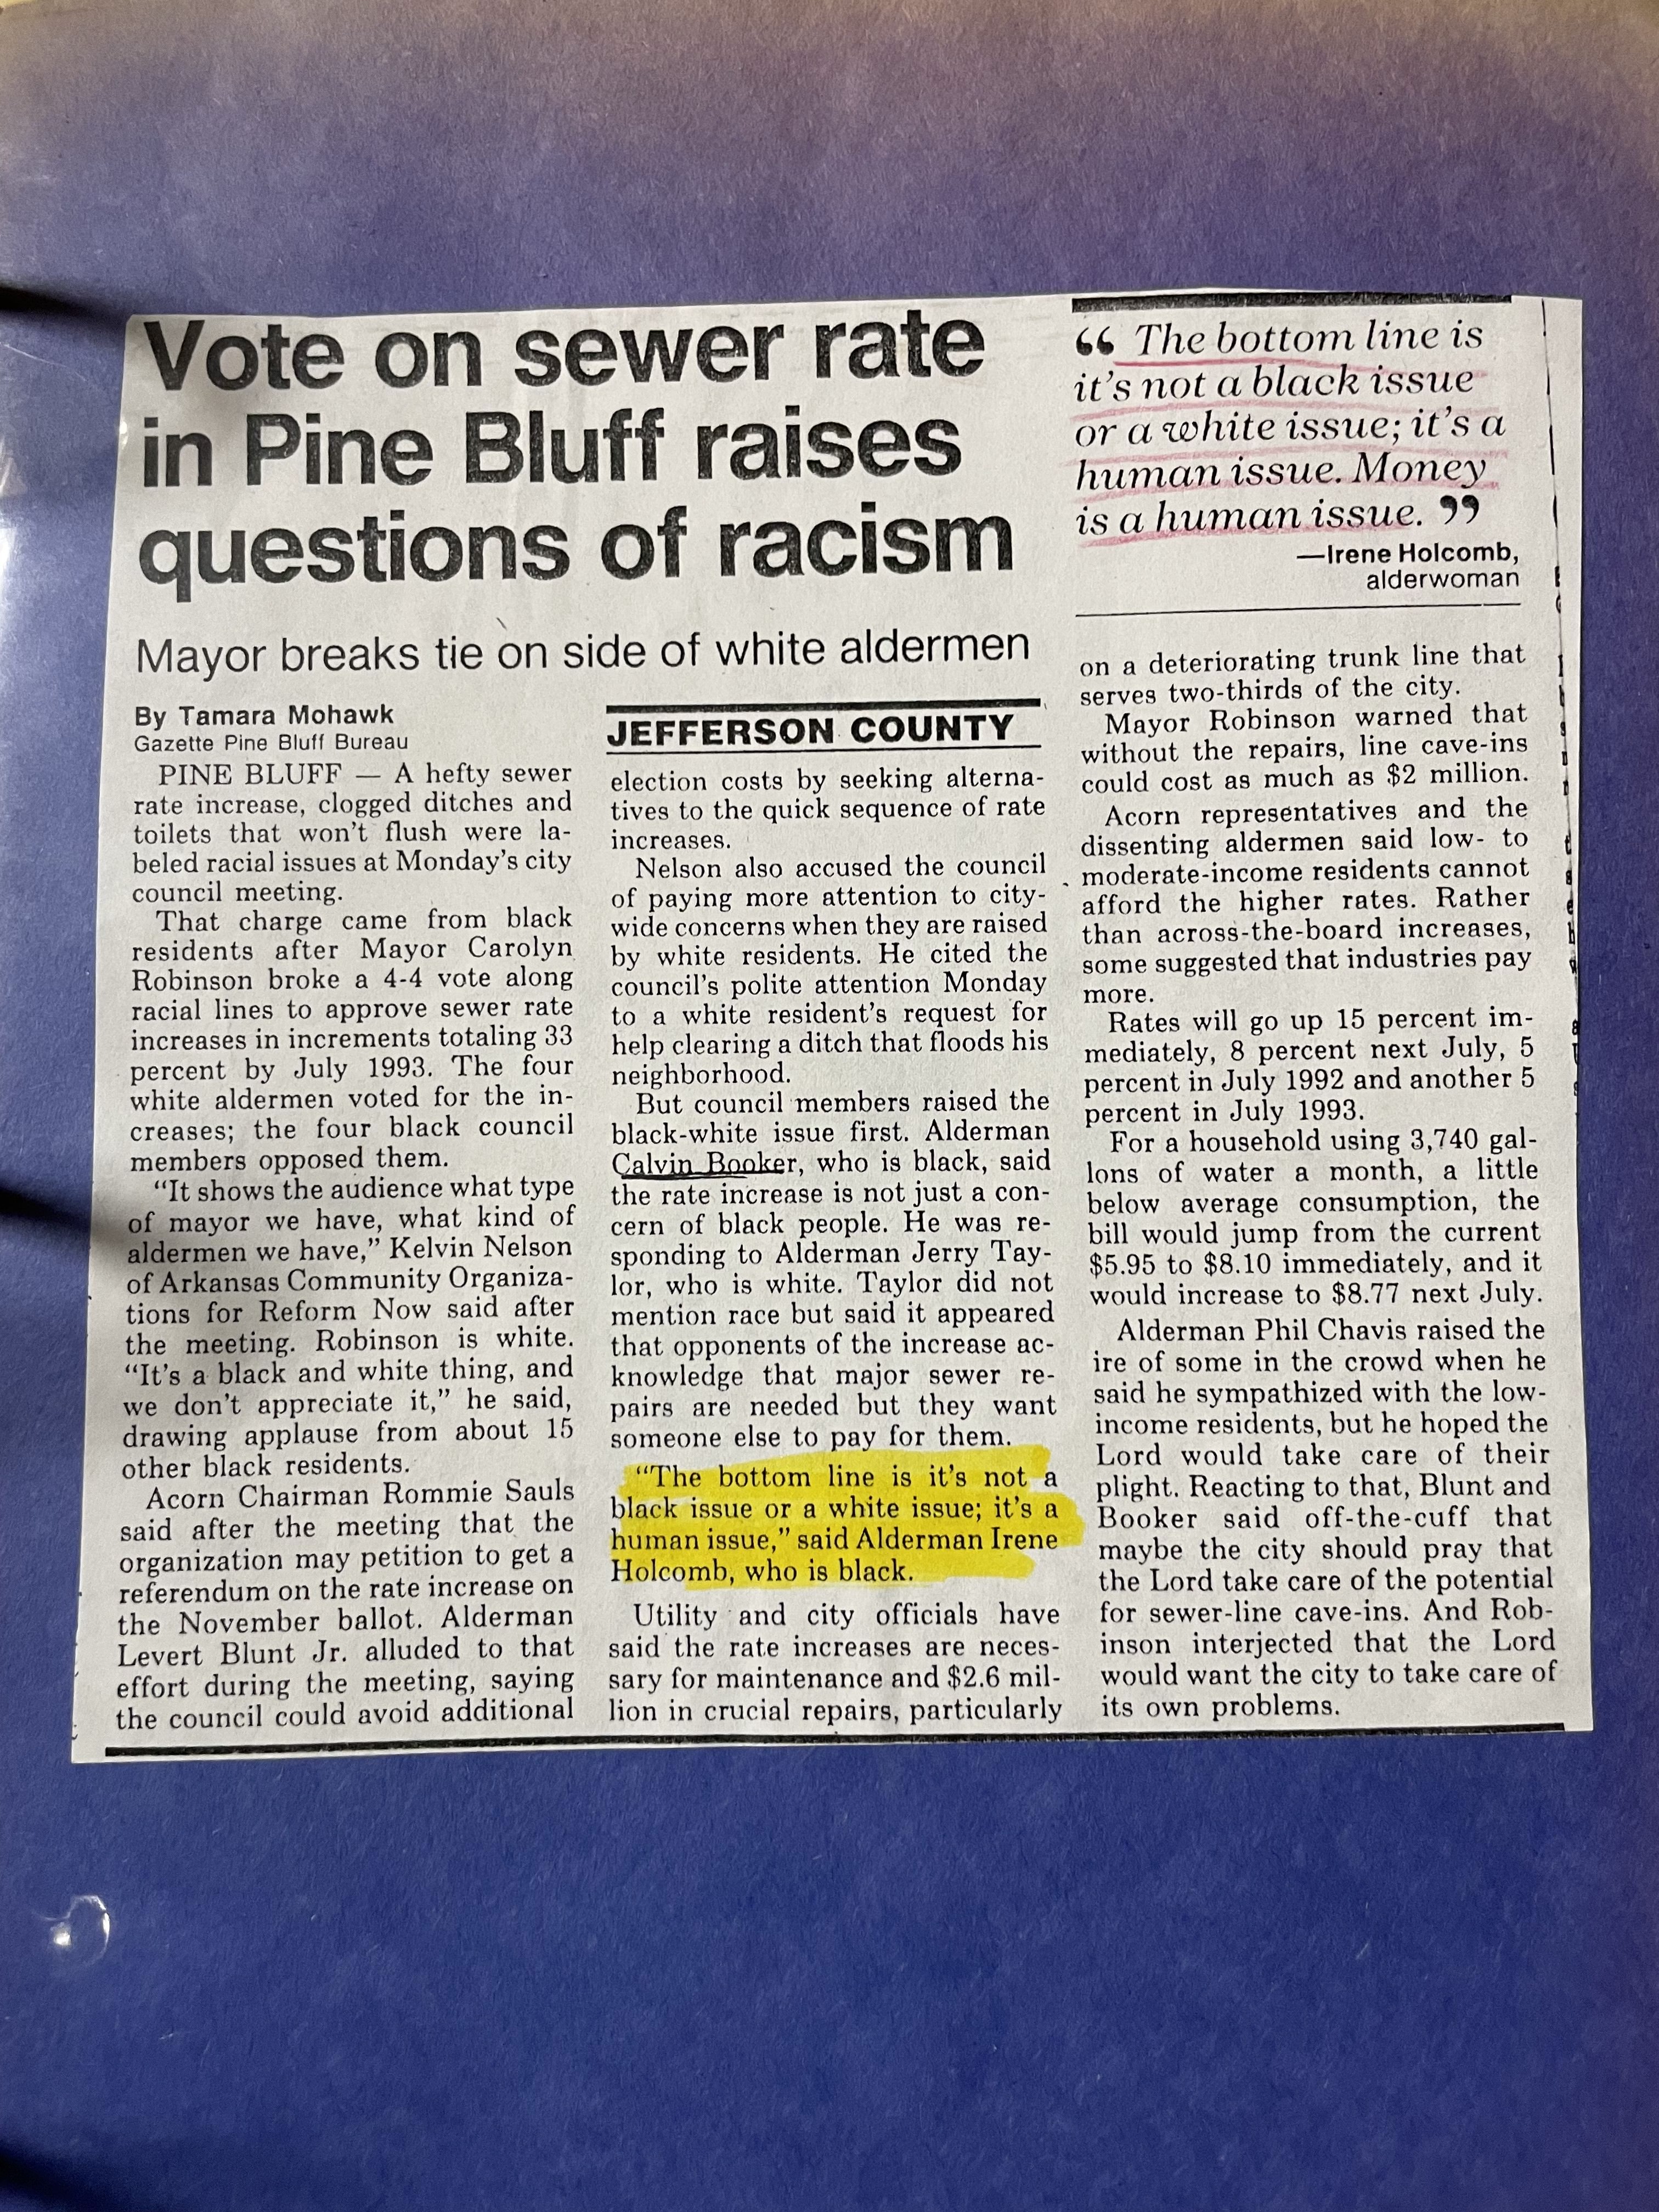 Vote on sewer rate
in Pine Bluff raises
questions of racism
Mayor breaks tie on side of white aldermen
By Tamara Mohawk
Gazette Pine Bluff Bureau
PINE BLUFF — A hefty sewer
rate increase, clogged ditches and
toilets that won't flush were la-
beled racial issues at Monday's city
council meeting.
That charge came from black
residents after Mayor Carolyn
Robinson broke a 4-4 vote along
racial lines to approve sewer rate
increases in increments totaling 33
percent by July 1993. The four
white aldermen voted for the in-
creases; the four black council
members opposed them.
"It shows the audience what type
of mayor we have, what kind of
aldermen we have," Kelvin Nelson
of Arkansas Community Organiza-
tions for Reform Now said after
the meeting. Robinson is white.
"It's a black and white thing, and
we don't appreciate it," he said,
drawing applause from about 15
other black residents.
Acorn Chairman Rommie Sauls
said after the meeting that the
organization may petition to get a
referendum on the rate increase on
the November ballot. Alderman
Levert Blunt Jr. alluded to that
effort during the meeting, saying
the council could avoid additional
JEFFERSON COUNTY
election costs by seeking alterna-
tives to the quick sequence of rate
increases.
Nelson also accused the council
of paying more attention to city-
wide concerns when they are raised
by white residents. He cited the
council's polite attention Monday
to a white resident's request for
help clearing a ditch that floods his
neighborhood.
But council members raised the
black-white issue first. Alderman
Calvin Booker, who is black, said
the rate increase is not just a con-
cern of black people. He was re-
sponding to Alderman Jerry Tay-
lor, who is white. Taylor did not
mention race but said it appeared
that opponents of the increase ac-
knowledge that major sewer re-
pairs are needed but they want
someone else to pay for them.
"The bottom line is it's not a
black issue or a white issue; it's a
human issue," said Alderman Irene
Holcomb, who is black.
Utility and city officials have
said the rate increases are neces-
sary for maintenance and $2.6 mil-
lion in crucial repairs, particularly
"The bottom line is
it's not a black issue
or a white issue; it's a
human issue. Money
is a human issue."
—Irene Holcomb,
alderwoman
on a deteriorating trunk line that
serves two-thirds of the city.
Mayor Robinson warned that
without the repairs, line cave-ins
could cost as much as $2 million.
Acorn representatives and the
dissenting aldermen said low- to
moderate-income residents cannot
afford the higher rates. Rather
than across-the-board increases,
some suggested that industries pay
more.
Rates will go up 15 percent im-
mediately, 8 percent next July, 5
percent in July 1992 and another 5
percent in July 1993.
For a household using 3,740 gal-
lons of water a month, a little
below average consumption, the
bill would jump from the current
$5.95 to $8.10 immediately, and it
would increase to $8.77 next July.
Alderman Phil Chavis raised the
ire of some in the crowd when he
said he sympathized with the low-
income residents, but he hoped the
Lord would take care of their
plight. Reacting to that, Blunt and
Booker said off-the-cuff that
maybe the city should pray that
the Lord take care of the potential
for sewer-line cave-ins. And Rob-
inson interjected that the Lord
would want the city to take care of
its own problems.